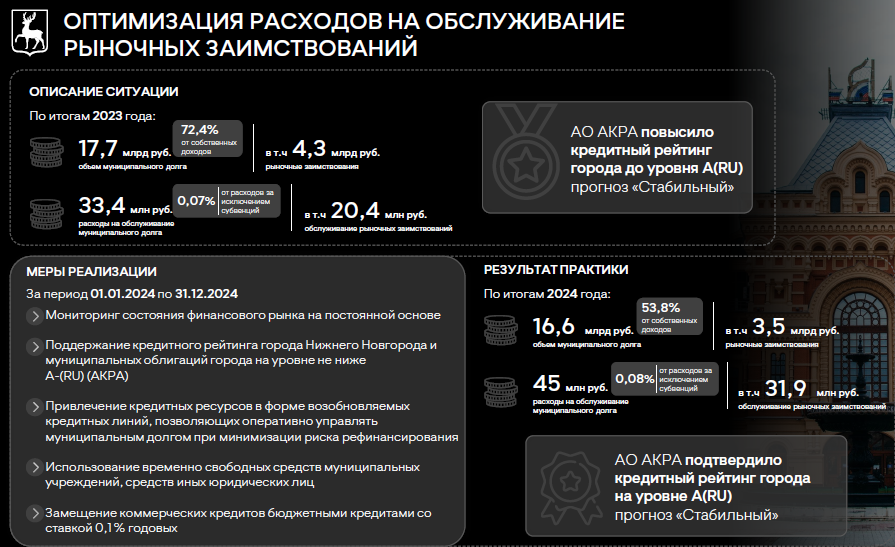 ОПТИМИЗАЦИЯ РАСХОДОВ НА ОБСЛУЖИВАНИЕ
РЫНОЧНЫХ ЗАИМСТВОВАНИЙ
ОПИСАНИЕ СИТУАЦИИ
По итогам 2023 года:
17,7 млрд руб.
объем муниципального долга
72,4%
от собственных
доходов
в т.ч 4,3 млрд руб.
рыночные заимствования
33,4 млн руб.
расходы на обслуживание
муниципального долга
0,07%
от расходов за
исключением
субвенций
в т.ч 20,4 млн руб.
обслуживание рыночных заимствований
АО АКРА повысило
кредитный рейтинг
города до уровня A(RU)
прогноз «Стабильный»
МЕРЫ РЕАЛИЗАЦИИ
За период 01.01.2024 по 31.12.2024
Мониторинг состояния финансового рынка на постоянной основе
Поддержание кредитного рейтинга города Нижнего Новгорода и
муниципальных облигаций города на уровне не ниже
A-(RU) (АКРА)
Привлечение кредитных ресурсов в форме возобновляемых
кредитных линий, позволяющих оперативно управлять
муниципальным долгом при минимизации риска рефинансирования
Использование временно свободных средств муниципальных
учреждений, средств иных юридических лиц
Замещение коммерческих кредитов бюджетными кредитами со
ставкой 0,1% годовых
РЕЗУЛЬТАТ ПРАКТИКИ
По итогам 2024 года:
16,6 млрд руб.
объем муниципального долга
53,8%
от собственных
доходов
в т.ч 3,5 млрд руб.
рыночные заимствования
45 млн руб.
расходы на обслуживание
муниципального долга
0,08%
от расходов за
исключением
субвенций
в т.ч 31,9 млн руб.
обслуживание рыночных заимствований
АО АКРА подтвердило
кредитный рейтинг города
на уровне A(RU)
прогноз «Стабильный»